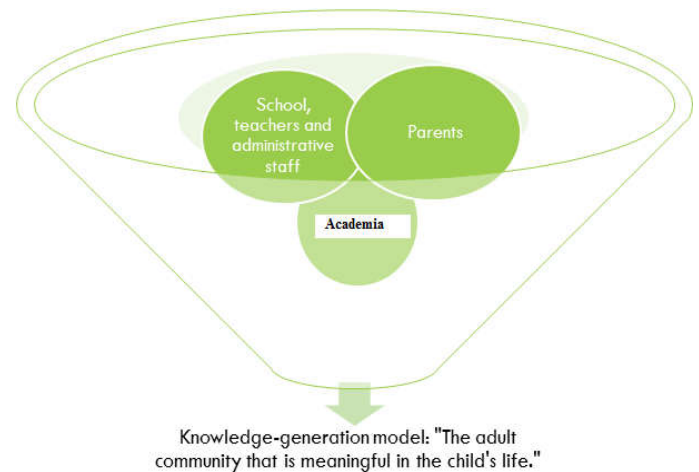 School,
teachers and
administrative
staff
Parents
Academia
Knowledge-generation model: "The adult
community that is meaningful in the child's life."